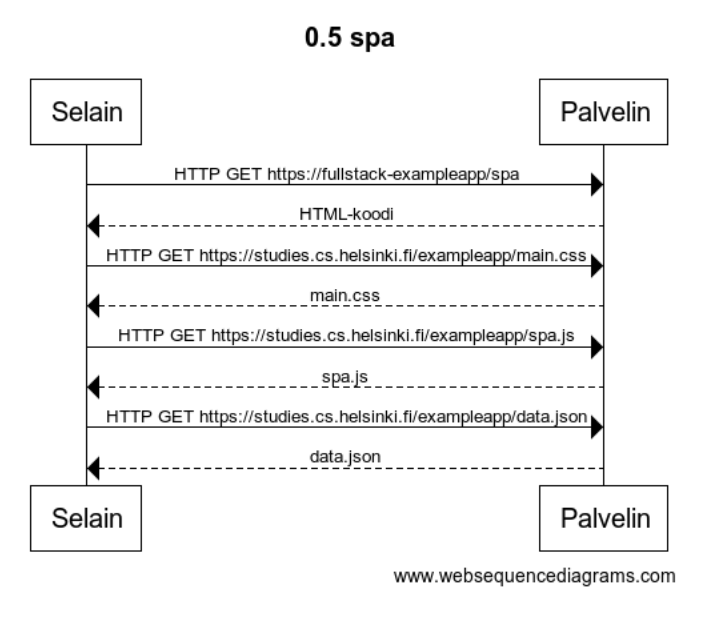 0.5 spa
Selain Palvelin
HTTP GET https://fullstack-exampleapp/spa
HTML-koodi
HTTP GET https://studies.cs.helsinki.fi/exampleapp/main.css
main.css
HTTP GET https://studies.cs.helsinki.fi/exampleapp/spa.js
spa.js
HTTP GET https://studies.cs.helsinki.fi/exampleapp/data.json
data.json
Selain Palvelin
www.websequencediagrams.com